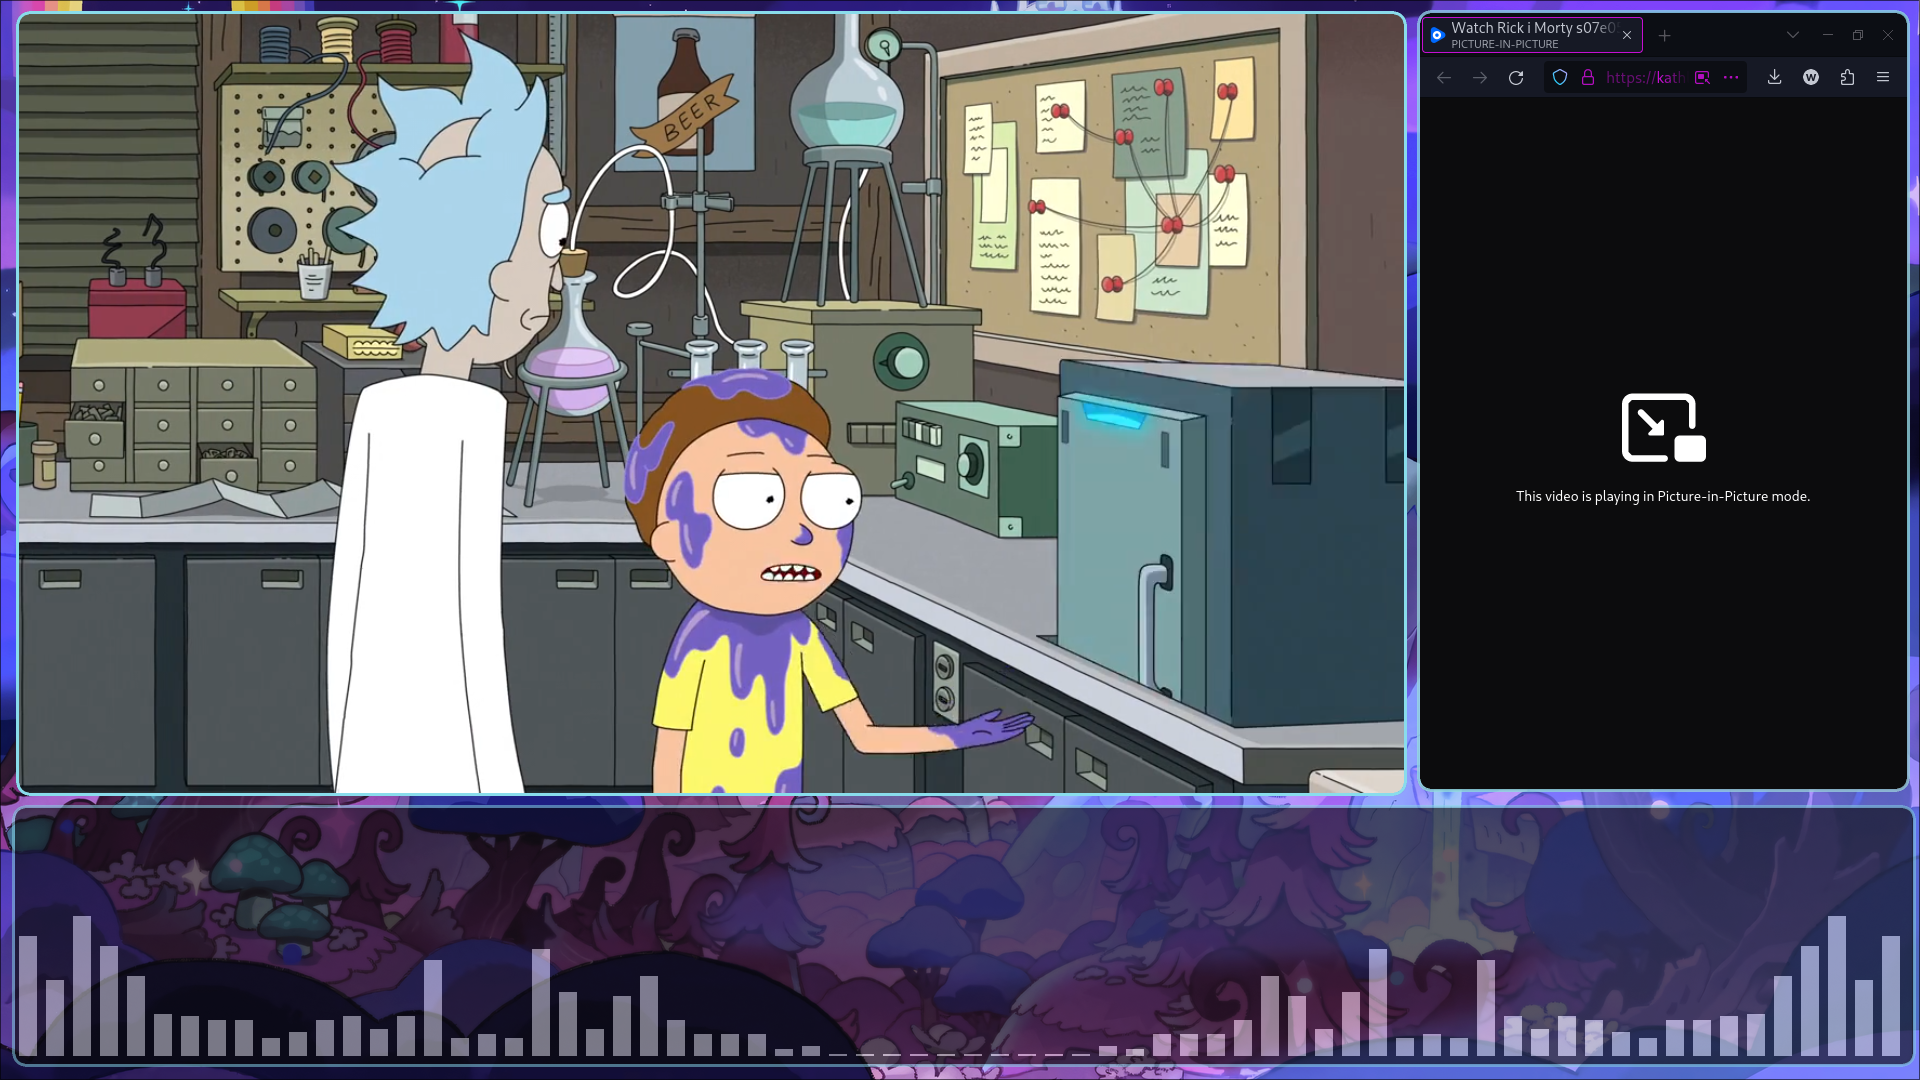 BEER
Watch Rick i Morty s07e0
PICTURE-IN-PICTURE
https://kath
W
This video is playing in Picture-in-Picture mode.